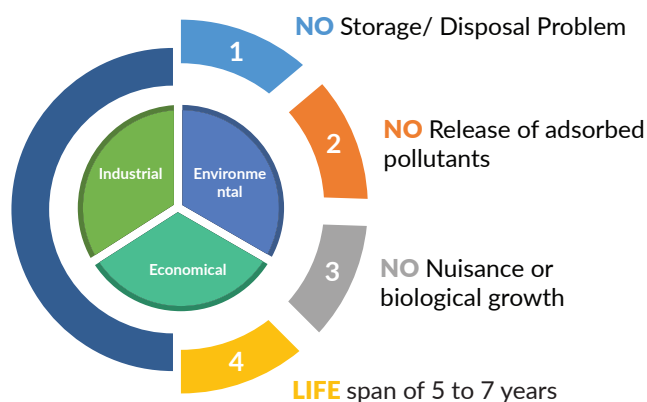 1
NO Storage/ Disposal Problem
2
NO Release of adsorbed
pollutants
Industrial
Environme
ntal
Economical
3
NO Nuisance or
biological growth
4
LIFE span of 5 to 7 years